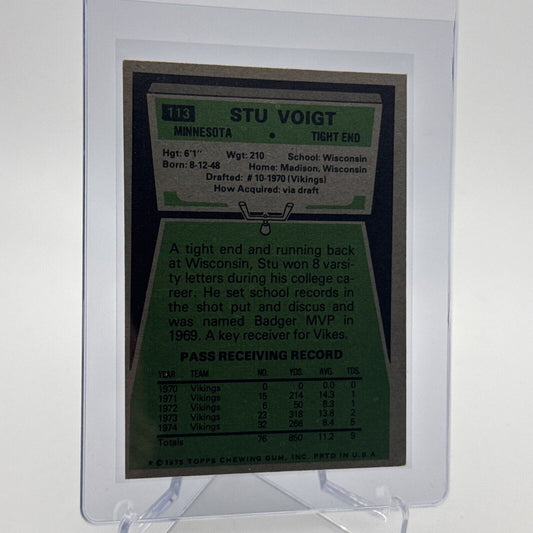 113 STU VOIGT
MINNESOTA • TIGHT END
Hgt: 6'1" Wgt: 210 School: Wisconsin
Born: 8-12-48 Home: Madison, Wisconsin
Drafted: #10-1970 (Vikings)
How Acquired: via draft
A tight end and running back
at Wisconsin, Stu won 8 varsi-
ty letters during his college ca-
reer. He set school records in
the shot put and discus and
was named Badger MVP in
1969. A key receiver for Vikes.
PASS RECEIVING RECORD
YEAR TEAM NO. YDS. AVG. TDS.
1970 Vikings 0 0 0.0 0
1971 Vikings 15 214 14.3 1
1972 Vikings 6 50 8.3 1
1973 Vikings 23 318 13.8 2
1974 Vikings 32 268 8.4 5
Totals 76 850 11.2 9
* © 1975 TOPPS CHEWING GUM, INC. PRTD IN U.S.A.